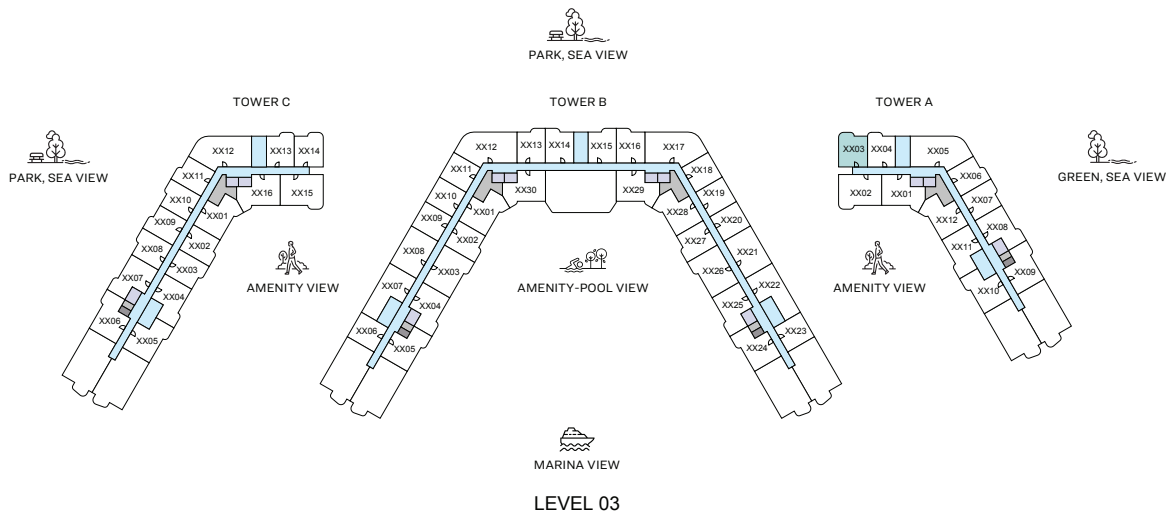 PARK, SEA VIEW
TOWER C
TOWER B
TOWER A
PARK, SEA VIEW
GREEN, SEA VIEW
XX12
XX13
XX14
XX11
XX10
XX09
XX08
XX07
XX06
XX01
XX16
XX15
XX02
XX03
XX04
XX05
XX12
XX13
XX14
XX15
XX16
XX17
XX11
XX10
XX09
XX08
XX07
XX06
XX30
XX01
XX02
XX03
XX04
XX05
XX29
XX28
XX27
XX26
XX25
XX24
XX18
XX19
XX20
XX21
XX22
XX23
XX03
XX04
XX05
XX02
XX01
XX12
XX11
XX10
XX06
XX07
XX08
XX09
AMENITY VIEW
AMENITY-POOL VIEW
AMENITY VIEW
MARINA VIEW
LEVEL 03